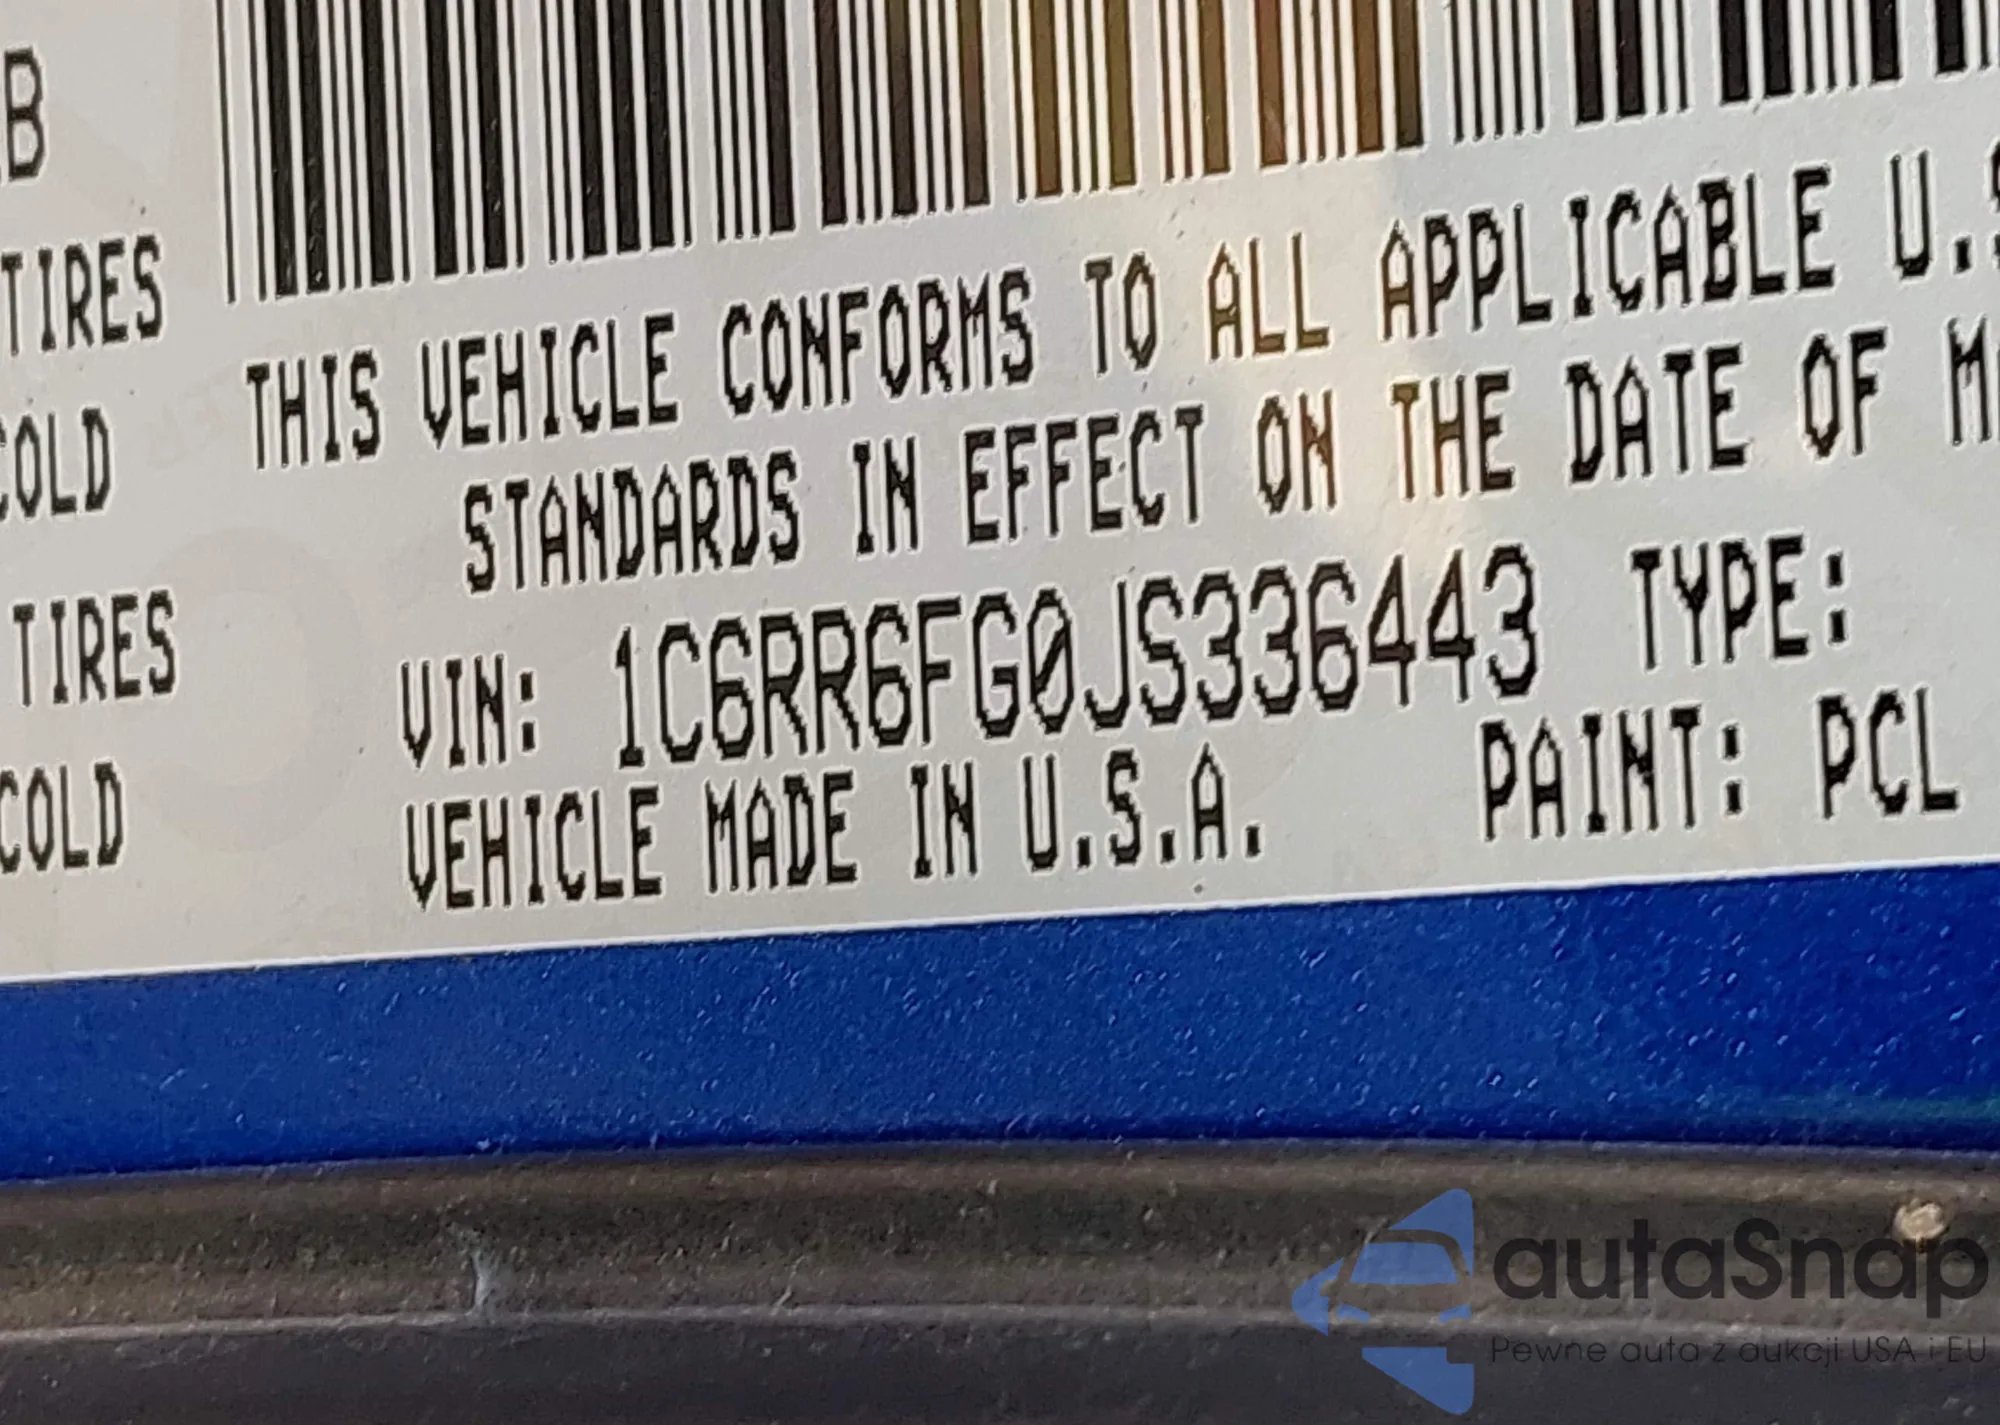 B
TIRES
COLD
TIRES
COLD
THIS VEHICLE CONFORMS TO ALL APPLICABLE U.S
STANDARDS IN EFFECT ON THE DATE OF M
VIN: 1C6RR6FG0JS336443 TYPE:
VEHICLE MADE IN U.S.A. PAINT: PCL
autaSnap
Pewne auta z aukcji USA i EU